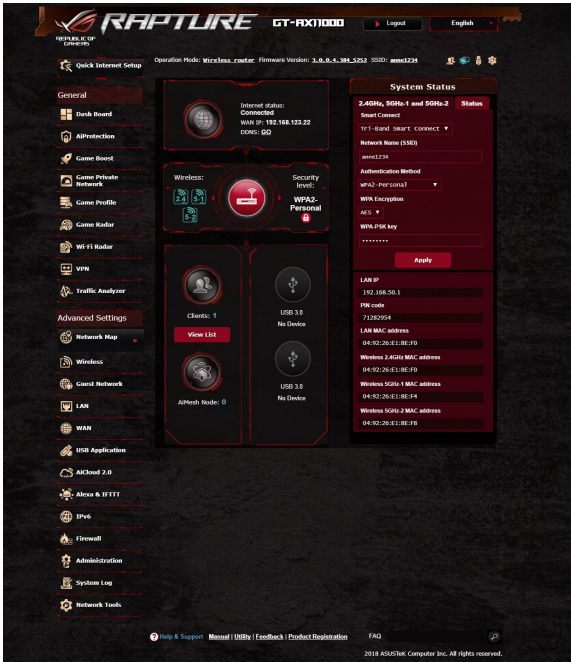 REPUBLIC OF
GAMERS
RAPTURE
GT-AX11000
Logout
English
Quick Internet Setup
Operation Mode: Wireless router Firmware Version: 3.0.0.4.384_5252 SSID: anne1234
General
Dash Board
AiProtection
Game Boost
Game Private
Network
Game Profile
Game Radar
Wi-Fi Radar
VPN
Traffic Analyzer
Advanced Settings
Network Map
Wireless
Guest Network
LAN
WAN
USB Application
AiCloud 2.0
Alexa & IFTTT
IPv6
Firewall
Administration
System Log
Network Tools
Internet status:
Connected
WAN IP: 192.168.123.22
DDNS: GO
Wireless:
2.4 5-1
5-2
Security
level:
WPA2-
Personal
Clients: 1
View List
AiMesh Node: 0
USB 3.0
No Device
USB 3.0
No Device
System Status
2.4GHz, 5GHz-1 and 5GHz-2 Status
Smart Connect
Tri-Band Smart Connect
Network Name (SSID)
anne1234
Authentication Method
WPA2-Personal
WPA Encryption
AES
WPA-PSK key
••••••••
Apply
LAN IP
192.168.50.1
PIN code
71282954
LAN MAC address
04:92:26:E1:8E:F0
Wireless 2.4GHz MAC address
04:92:26:E1:8E:F0
Wireless 5GHz-1 MAC address
04:92:26:E1:8E:F4
Wireless 5GHz-2 MAC address
04:92:26:E1:8E:F8
Help & Support Manual | Utility | Feedback | Product Registration FAQ
2018 ASUSTeK Computer Inc. All rights reserved.